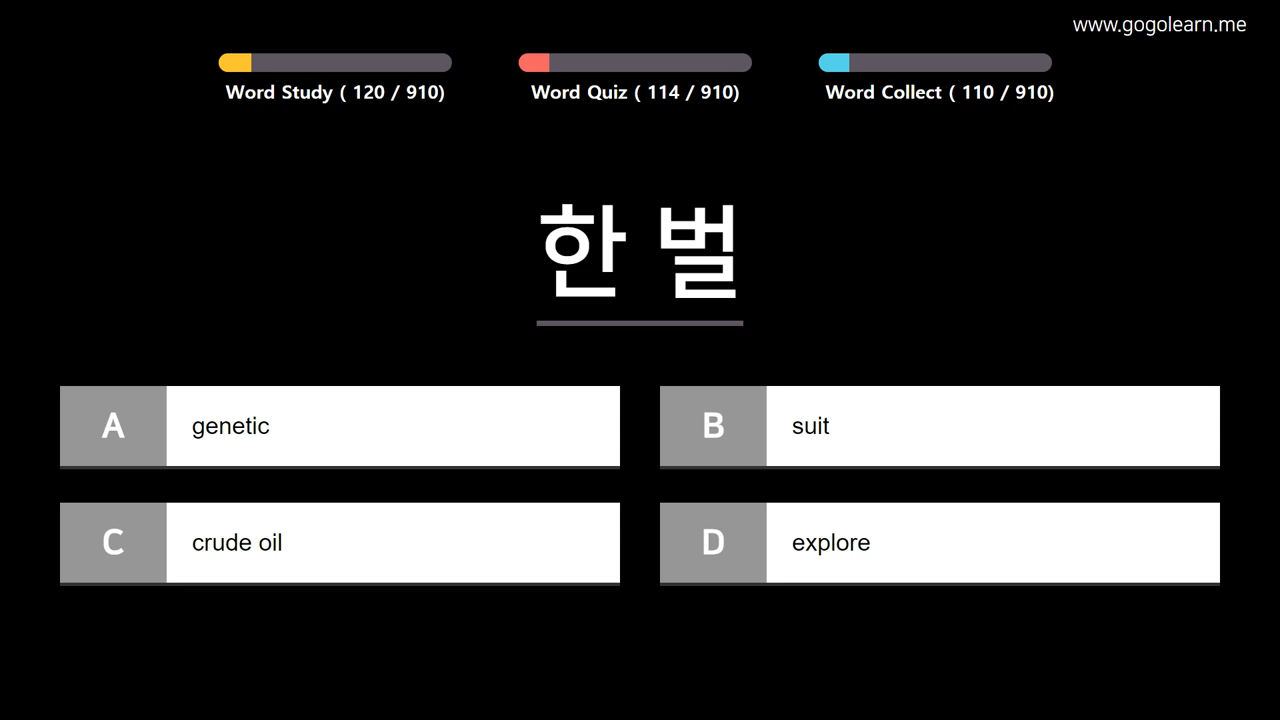 www.gogolearn.me
Word Study ( 120 / 910)
Word Quiz ( 114 / 910)
Word Collect ( 110 / 910)
한 벌
A genetic
B suit
C crude oil
D explore